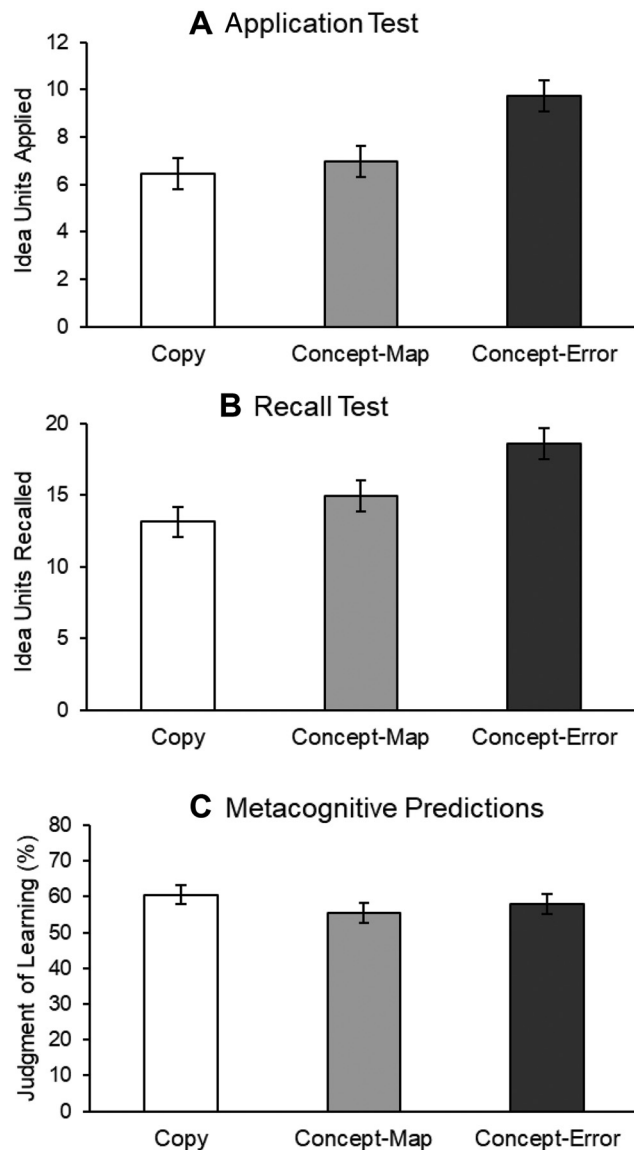 A Application Test
Idea Units Applied
12
10
8
6
4
2
0
Copy Concept-Map Concept-Error
B Recall Test
Idea Units Recalled
20
15
10
5
0
Copy Concept-Map Concept-Error
C Metacognitive Predictions
Judgment of Learning (%)
80
70
60
50
40
30
20
10
0
Copy Concept-Map Concept-Error